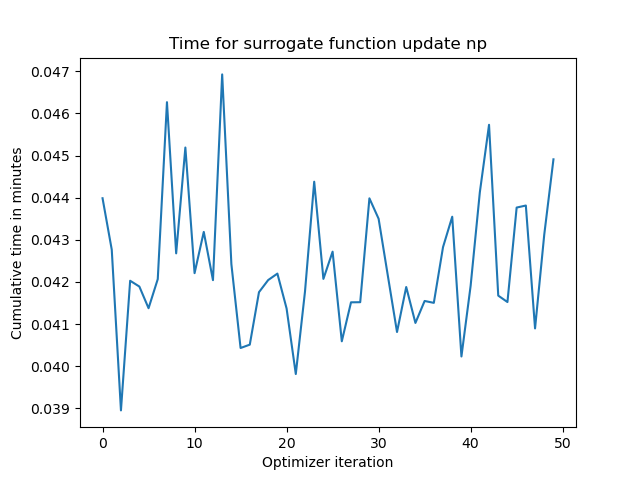 Time for surrogate function update np
Cumulative time in minutes
0.047
0.046
0.045
0.044
0.043
0.042
0.041
0.040
0.039
0 10 20 30 40 50
Optimizer iteration